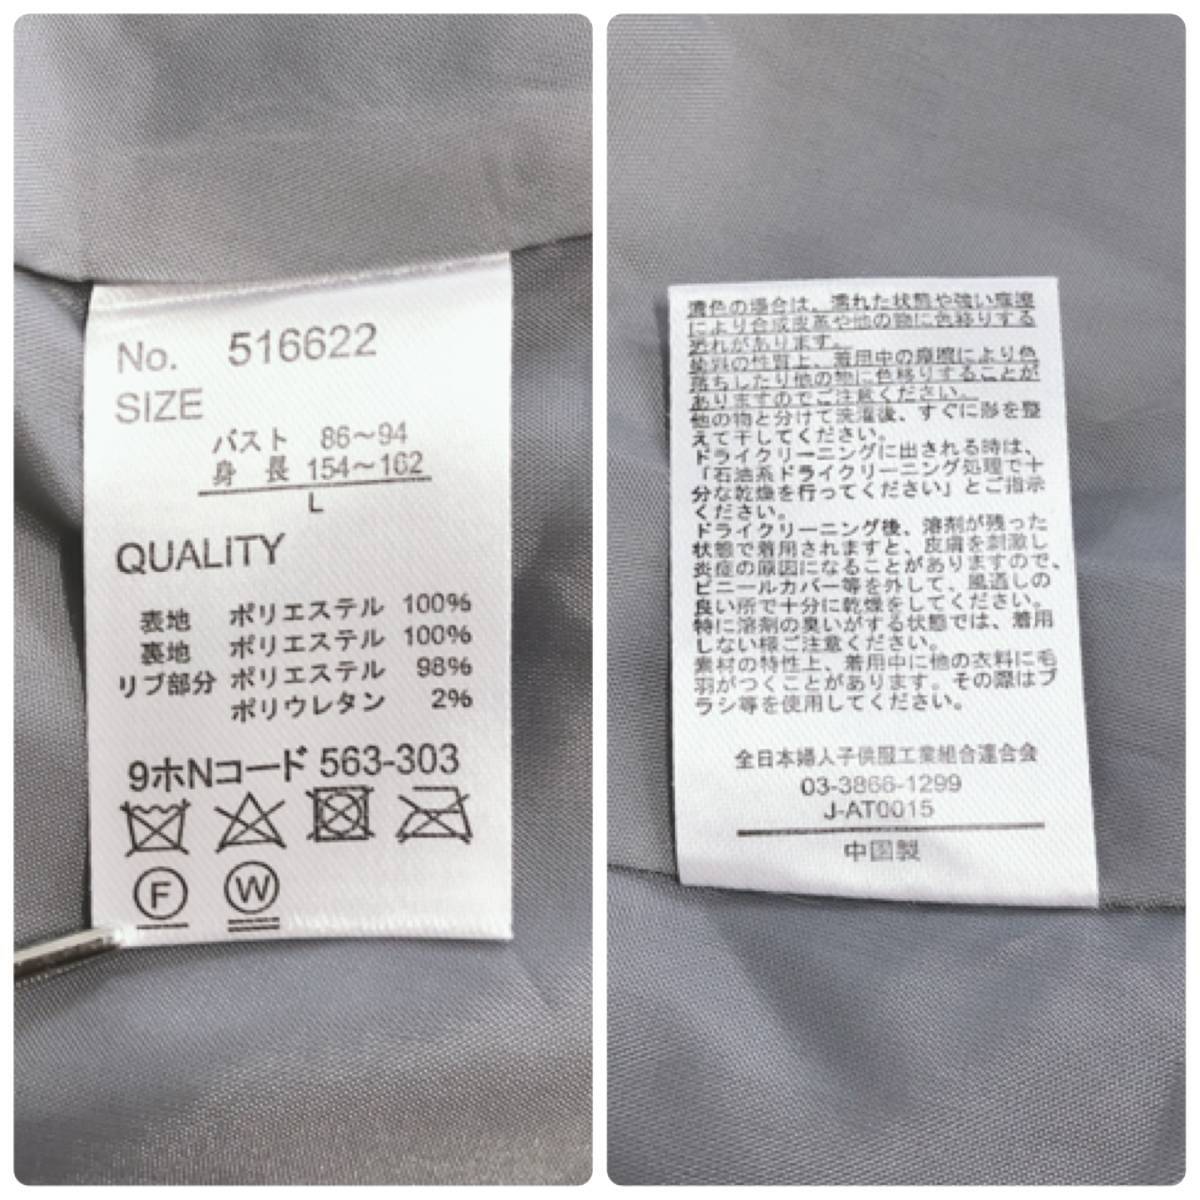 No. 516622
SIZE
バスト 86～94
身 長 154～162
L
QUALITY
表地 ポリエステル 100%
裏地 ポリエステル 100%
リブ部分 ポリエステル 98%
ポリウレタン 2%
9ホNコード 563-303
F W
濃色の場合は、濡れた状態や強い摩擦
により合成皮革や他の物に色移りする
恐れがあります。
染料の性質上、着用中の摩擦により色
落ちしたり他の物に色移りすることが
ありますのでご注意ください。
他の物と分けて洗濯後、すぐに形を整
えて干してください。
ドライクリーニングに出される時は、
「石油系ドライクリーニング処理で十
分な乾燥を行ってください」とご指示
ください。
ドライクリーニング後、溶剤が残った
状態で着用されますと、皮膚を刺激し
炎症の原因になることがありますので、
ビニールカバー等を外して、風通しの
良い所で十分に乾燥をしてください。
特に溶剤の臭いがする状態では、着用
しない様ご注意ください。
素材の特性上、着用中に他の衣料に毛
羽がつくことがあります。その際はブ
ラシ等を使用してください。
全日本婦人子供服工業組合連合会
03-3866-1299
J-AT0015
中国製